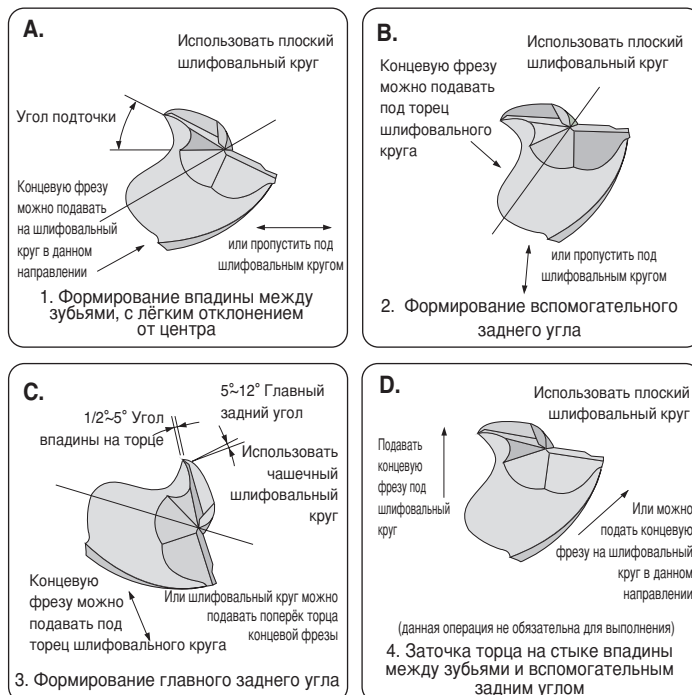 A.
Использовать плоский
шлифовальный круг
Угол подточки
Концевую фрезу
можно подавать
на шлифовальный
круг в данном
направлении
или пропустить под
шлифовальным кругом
1. Формирование впадины между
зубьями, с лёгким отклонением
от центра
B.
Использовать плоский
шлифовальный круг
Концевую фрезу
можно подавать
под торец
шлифовального
круга
или пропустить под
шлифовальным кругом
2. Формирование вспомогательного
заднего угла
C.
5°~12° Главный
задний угол
1/2°~5° Угол
впадины на торце
Использовать
чашечный
шлифовальный
круг
Концевую
фрезу можно
подавать под
торец шлифовального круга
Или шлифовальный круг можно
подавать поперёк торца
концевой фрезы
3. Формирование главного заднего угла
D.
Использовать плоский
шлифовальный круг
Подавать
концевую
фрезу под
шлифовальный
круг
Или можно
подать концевую
фрезу на шлифовальный
круг в данном
направлении
(данная операция не обязательна для выполнения)
4. Заточка торца на стыке впадины
между зубьями и вспомогательным
задним углом